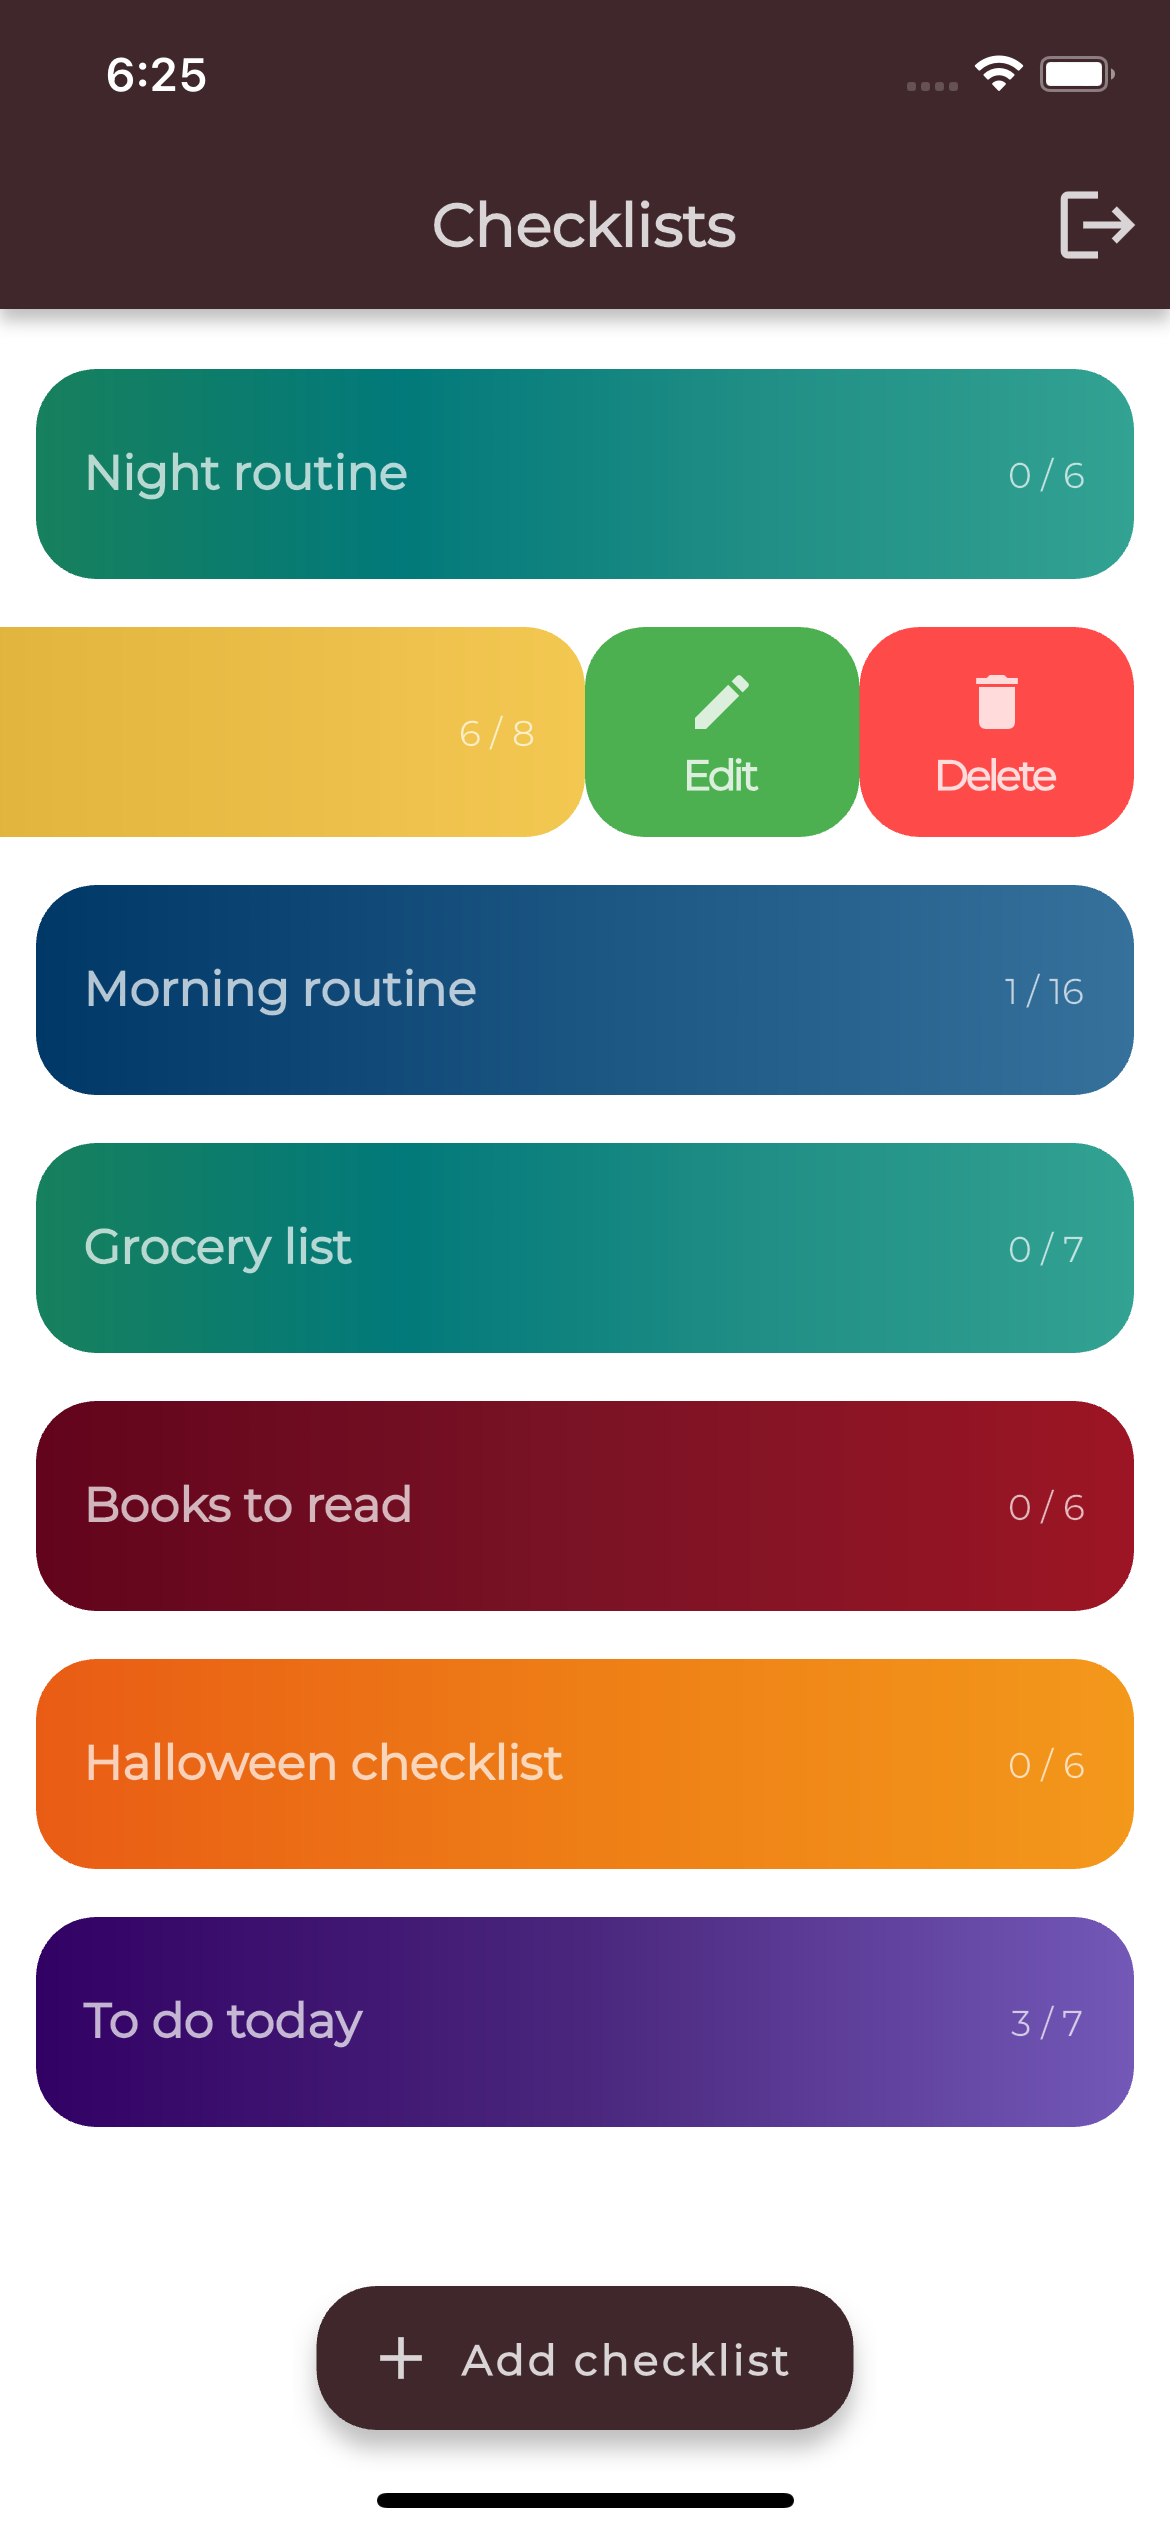 6:25
Checklists
Night routine 0 / 6
6 / 8 Edit Delete
Morning routine 1 / 16
Grocery list 0 / 7
Books to read 0 / 6
Halloween checklist 0 / 6
To do today 3 / 7
Add checklist